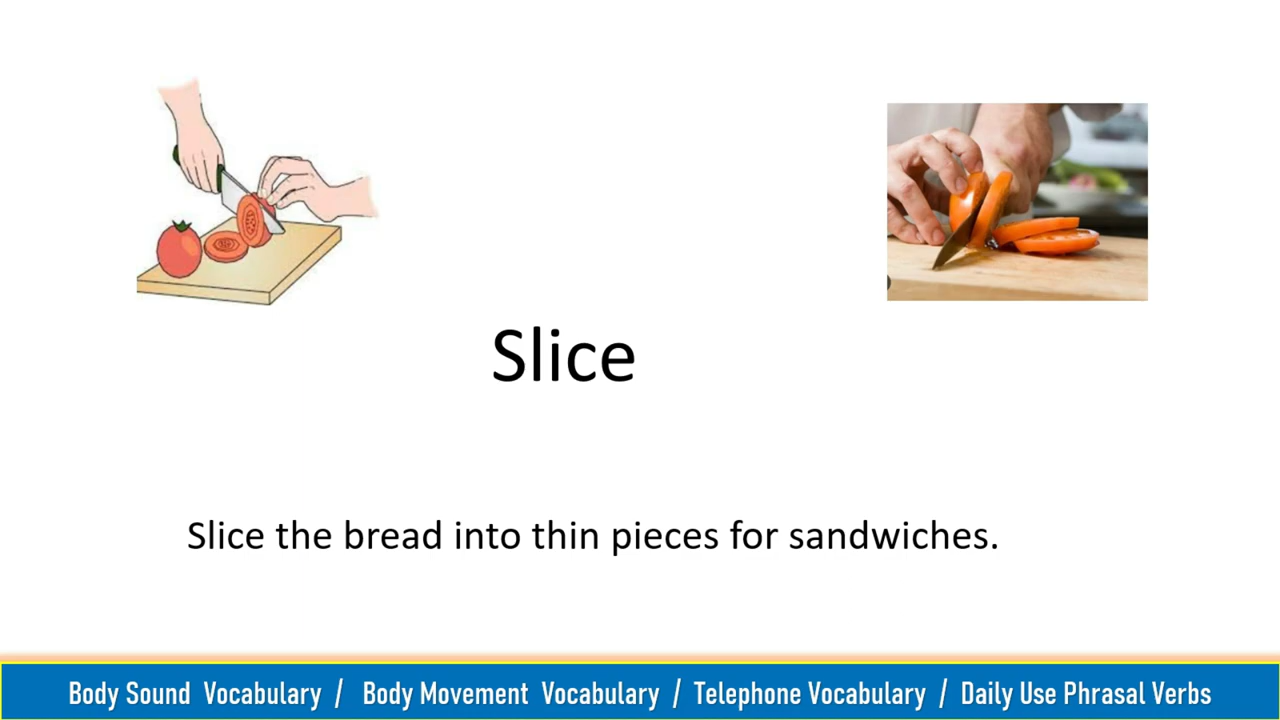 Slice
Slice the bread into thin pieces for sandwiches.
Body Sound Vocabulary / Body Movement Vocabulary / Telephone Vocabulary / Daily Use Phrasal Verbs